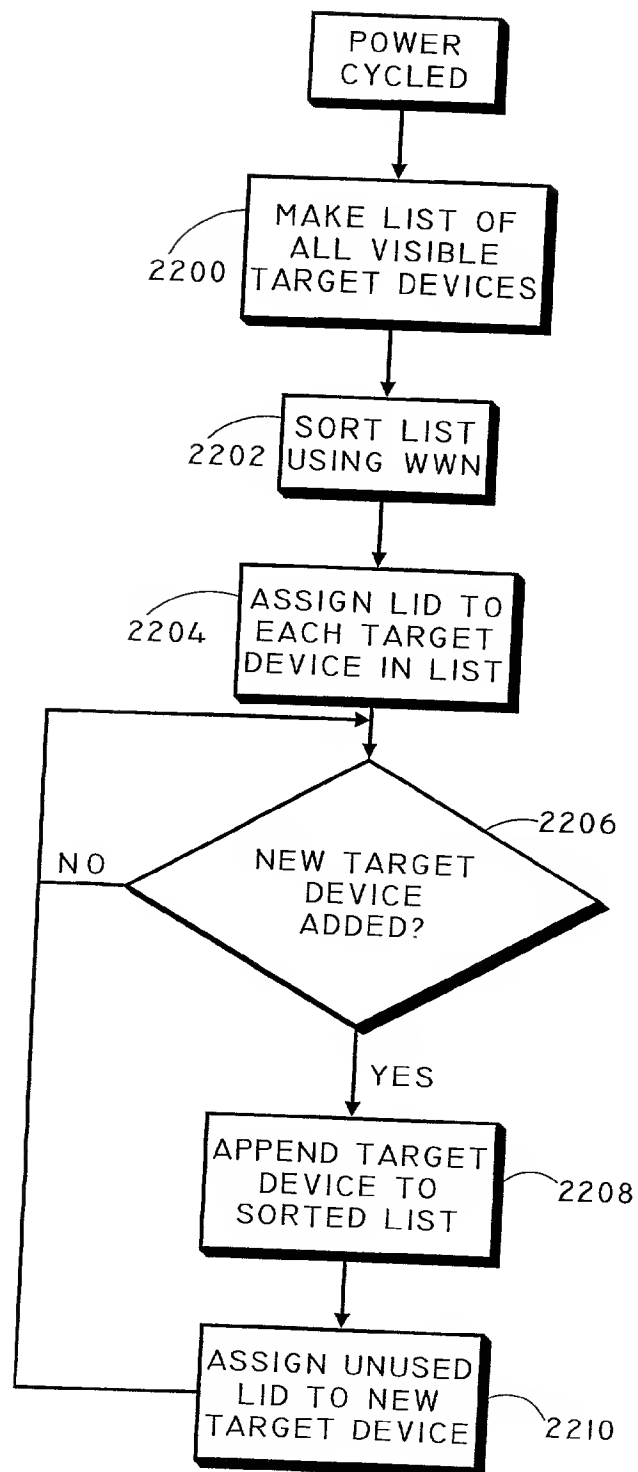 POWER
CYCLED
MAKE LIST OF
ALL VISIBLE
TARGET DEVICES
2200
SORT LIST
USING WWN
2202
ASSIGN LID TO
EACH TARGET
DEVICE IN LIST
2204
2206
NEW TARGET
DEVICE
ADDED?
NO
YES
APPEND TARGET
DEVICE TO
SORTED LIST
2208
ASSIGN UNUSED
LID TO NEW
TARGET DEVICE
2210